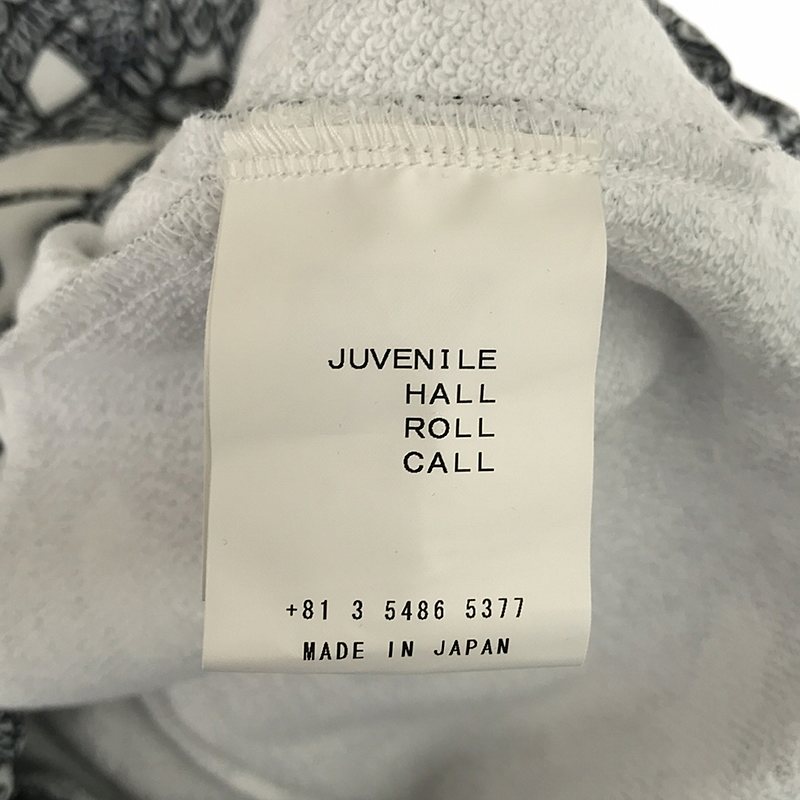 JUVENILE
HALL
ROLL
CALL
+81 3 5486 5377
MADE IN JAPAN